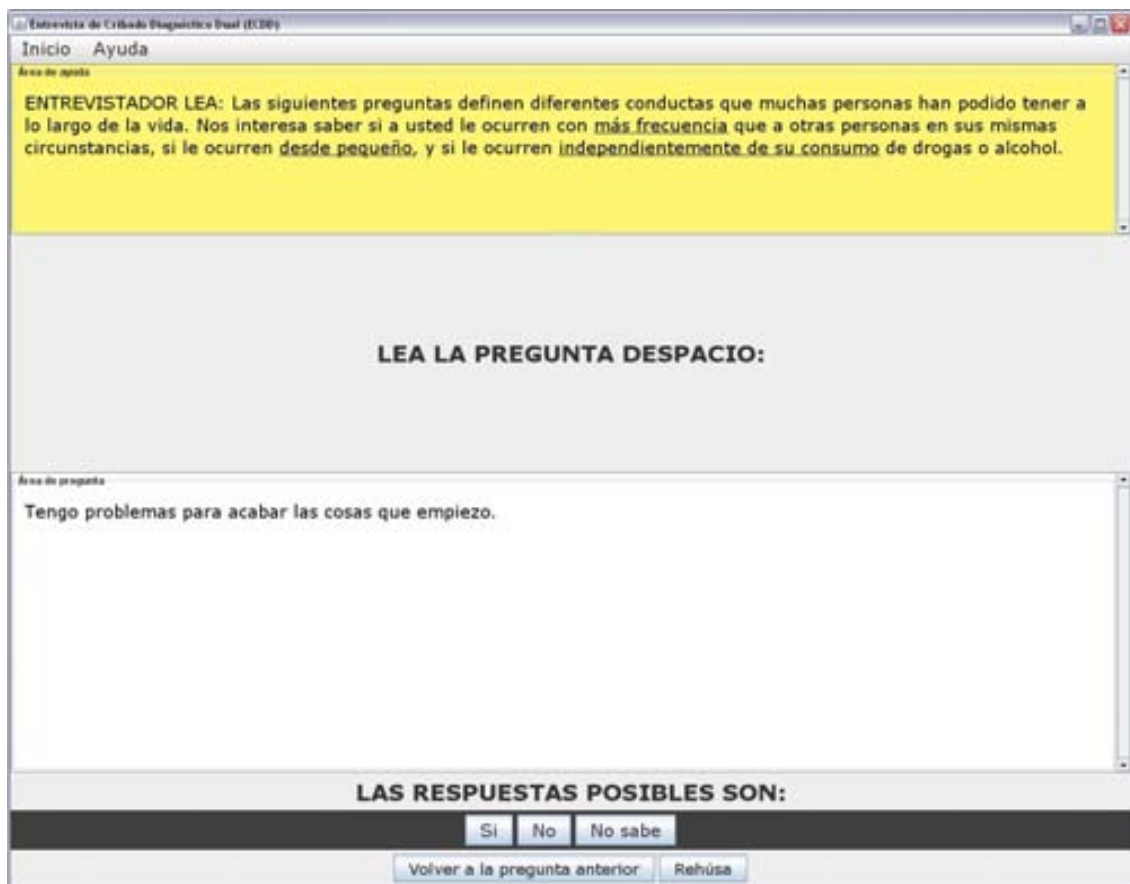 Entrevista de Cribado Diagnóstico Dual (ECDD)
Inicio Ayuda
Área de ayuda
ENTREVISTADOR LEA: Las siguientes preguntas definen diferentes conductas que muchas personas han podido tener a
lo largo de la vida. Nos interesa saber si a usted le ocurren con más frecuencia que a otras personas en sus mismas
circunstancias, si le ocurren desde pequeño, y si le ocurren independientemente de su consumo de drogas o alcohol.
LEA LA PREGUNTA DESPACIO:
Área de pregunta
Tengo problemas para acabar las cosas que empiezo.
LAS RESPUESTAS POSIBLES SON:
Si No No sabe
Volver a la pregunta anterior Rehúsa